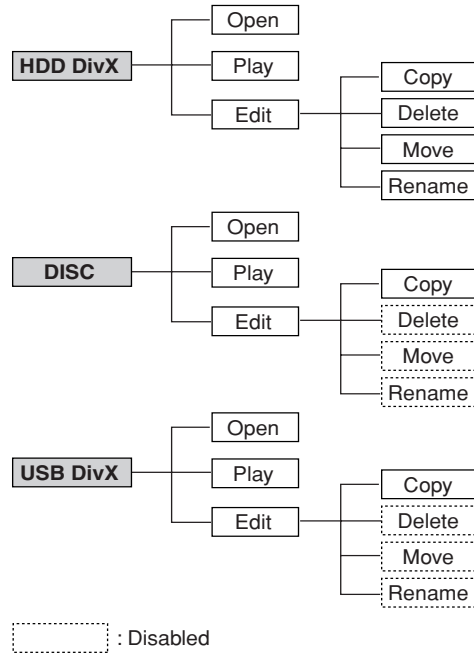 Open
HDD DivX
Play
Edit
Copy
Delete
Move
Rename
Open
DISC
Play
Edit
Copy
Delete
Move
Rename
Open
USB DivX
Play
Edit
Copy
Delete
Move
Rename
: Disabled